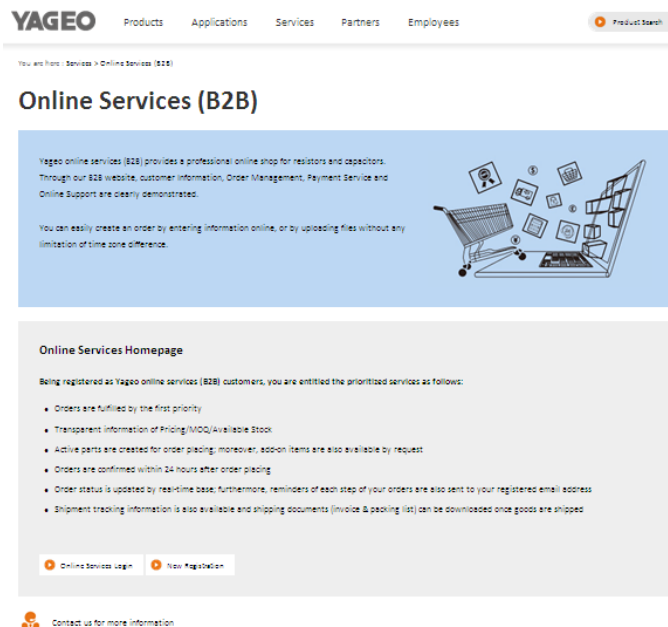 YAGEO Products Applications Services Partners Employees Product Search
You are here : Services > Online Services (B2B)
Online Services (B2B)
Yageo online services (B2B) provides a professional online shop for resistors and capacitors.
Through our B2B website, customer information, Order Management, Payment Service and
Online Support are clearly demonstrated.
You can easily create an order by entering information online, or by uploading files without any
limitation of time zone difference.
Online Services Homepage
Being registered as Yageo online services (B2B) customers, you are entitled the prioritized services as follows:
• Orders are fulfilled by the first priority
• Transparent information of Pricing/MOQ/Available Stock
• Active parts are created for order placing; moreover, add-on items are also available by request
• Orders are confirmed within 24 hours after order placing
• Order status is updated by real-time base; furthermore, reminders of each step of your orders are also sent to your registered email address
• Shipment tracking information is also available and shipping documents (invoice & packing list) can be downloaded once goods are shipped
Online Services Login New Registration
Contact us for more information